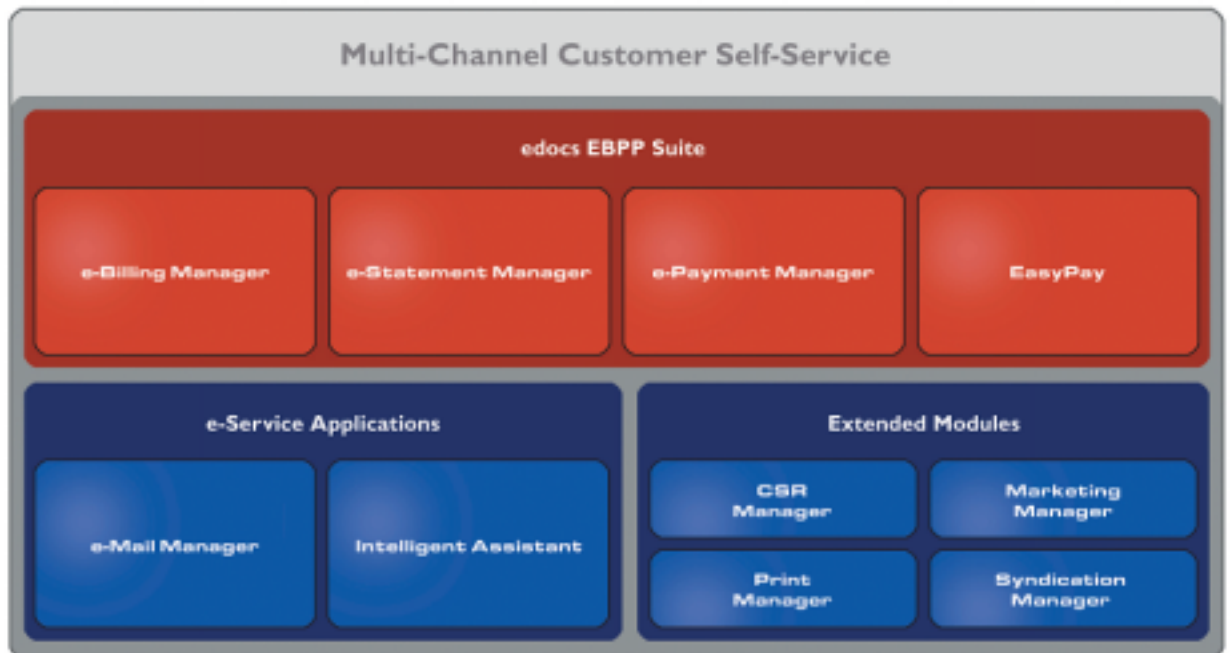 Multi-Channel Customer Self-Service
edocs EBPP Suite
e-Billing Manager
e-Statement Manager
e-Payment Manager
EasyPay
e-Service Applications
e-Mail Manager
Intelligent Assistant
Extended Modules
CSR
Manager
Marketing
Manager
Print
Manager
Syndication
Manager